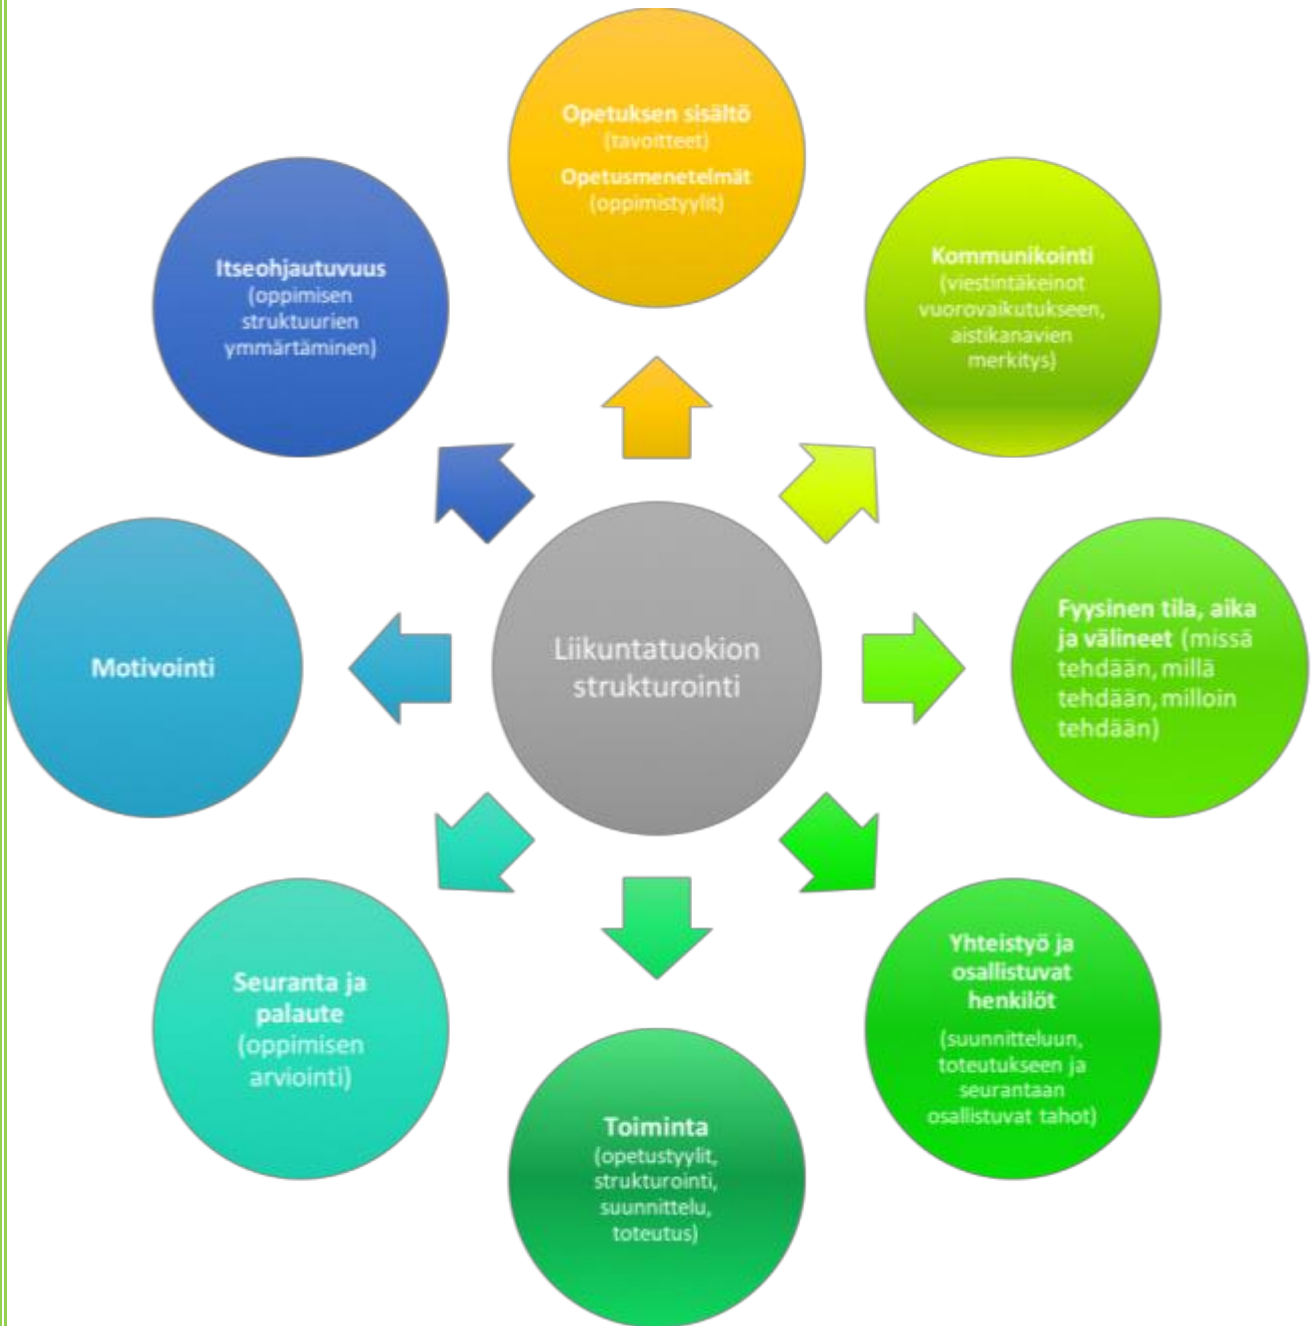 Opetuksen sisältö
(tavoitteet)
Opetusmenetelmät
(oppimistyylit)
Kommunikointi
(viestintäkeinot
vuorovaikutukseen,
aistikanavien
merkitys)
Fyysinen tila, aika
ja välineet (missä
tehdään, millä
tehdään, milloin
tehdään)
Yhteistyö ja
osallistuvat
henkilöt
(suunnitteluun,
toteutukseen ja
seurantaan
osallistuvat tahot)
Toiminta
(opetustyylit,
strukturointi,
suunnittelu,
toteutus)
Seuranta ja
palaute
(oppimisen
arviointi)
Motivointi
Itseohjautuvuus
(oppimisen
struktuurien
ymmärtäminen)
Liikuntatuokion
strukturointi